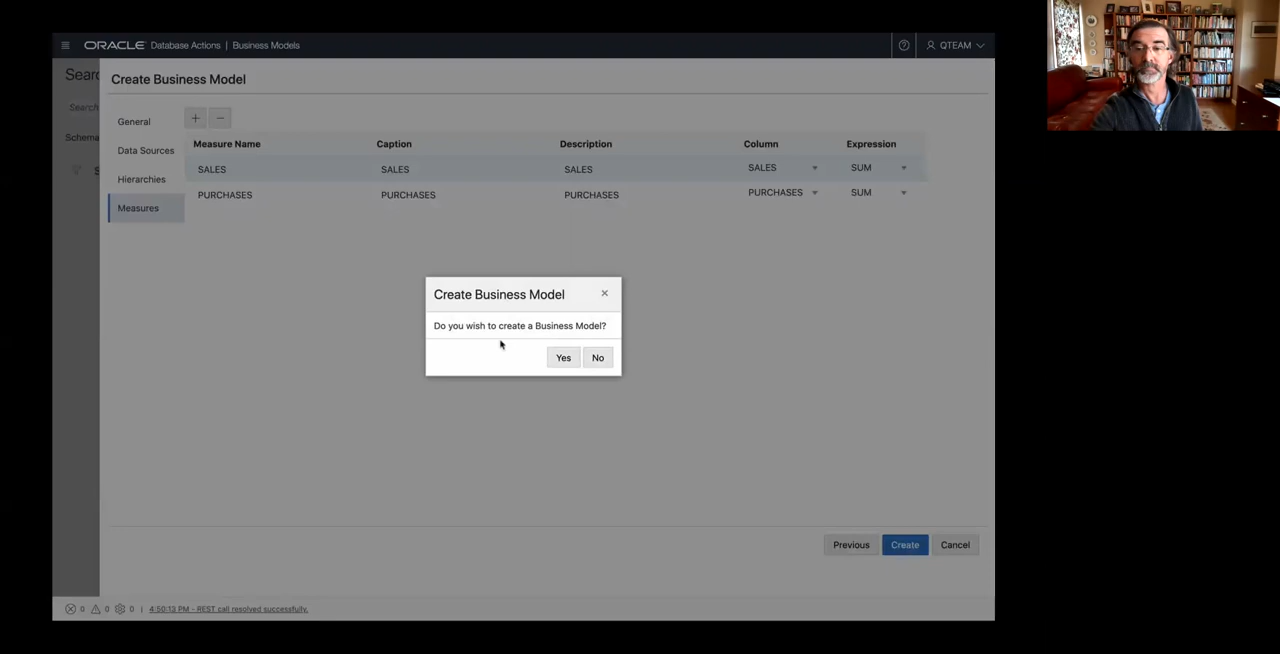 ORACLE Database Actions | Business Models
QTEAM
Search
Schema
Create Business Model
General
Data Sources
Hierarchies
Measures
Measure Name Caption Description Column Expression
SALES SALES SALES SALES SUM
PURCHASES PURCHASES PURCHASES PURCHASES SUM
Create Business Model
Do you wish to create a Business Model?
Yes No
Previous Create Cancel
0 0 0 | 4:50:13 PM - REST call resolved successfully.